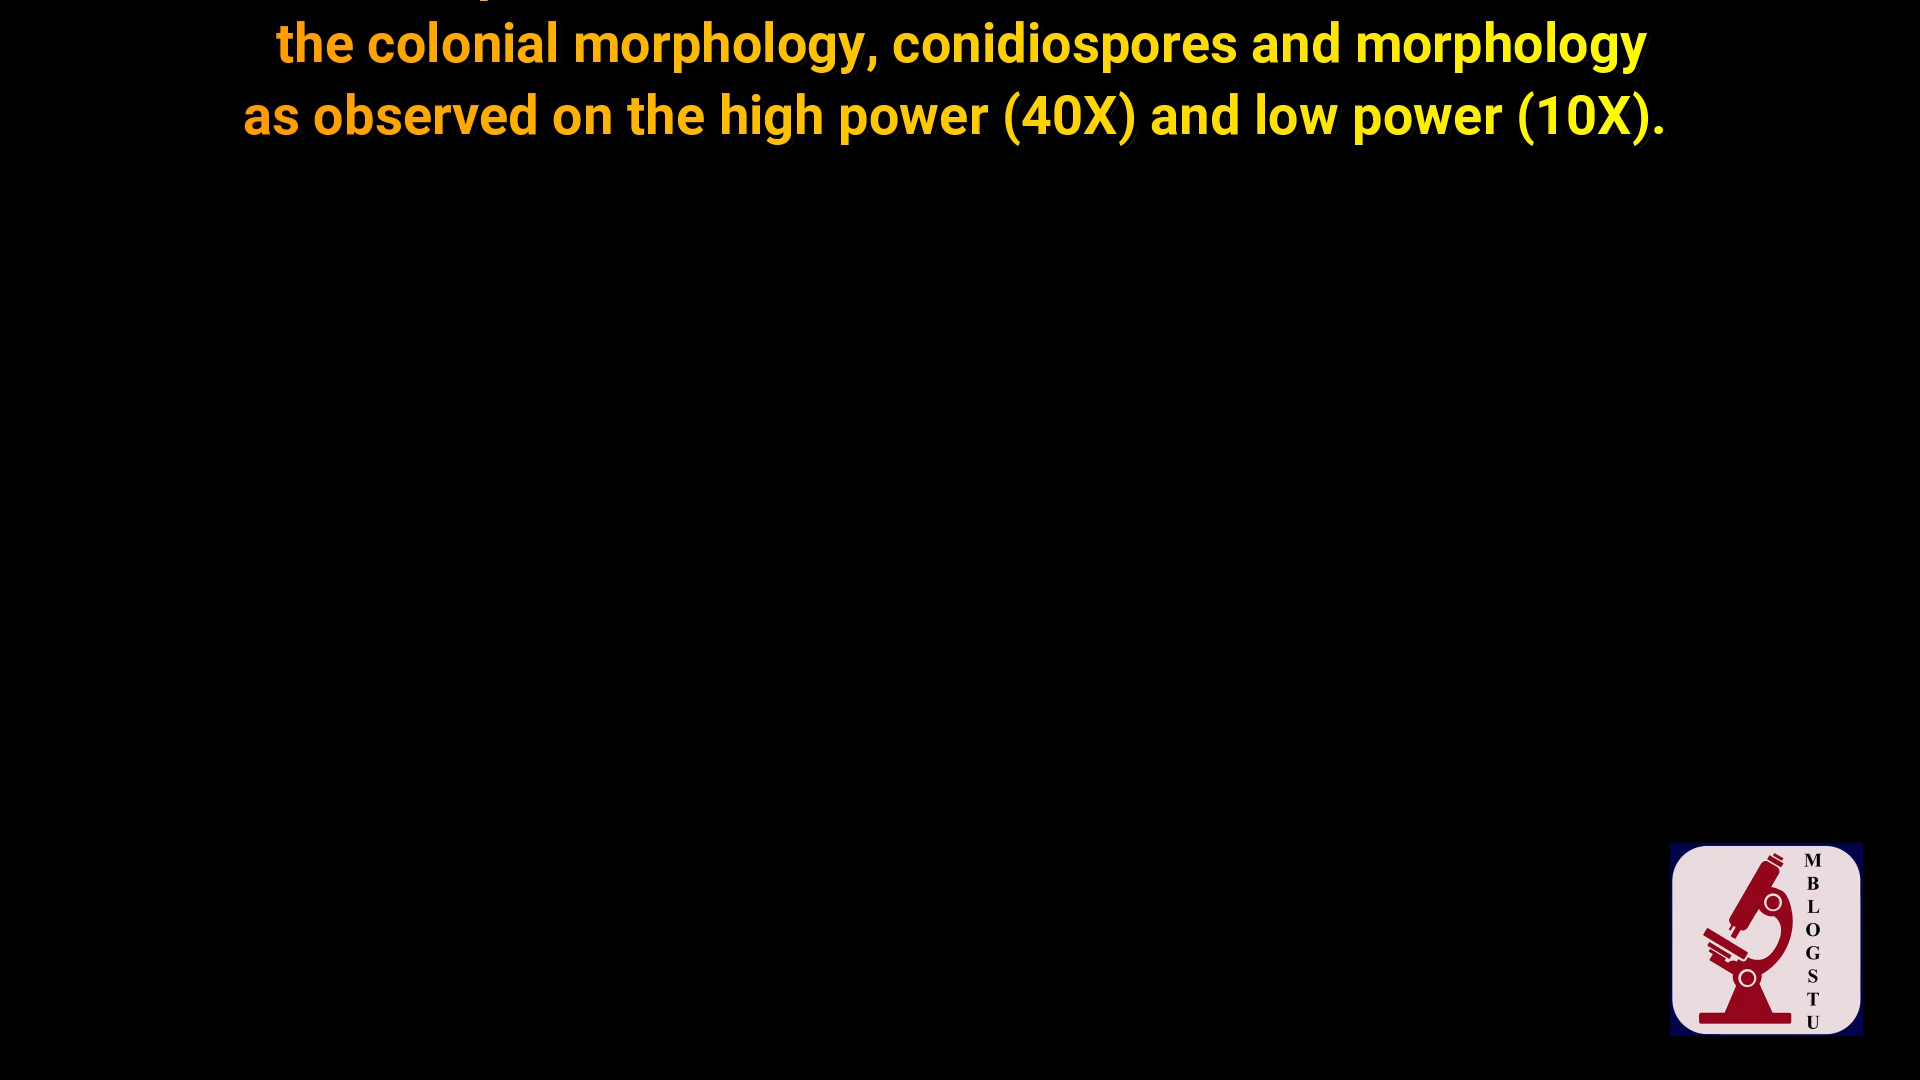 the colonial morphology, conidiospores and morphology
as observed on the high power (40X) and low power (10X).
M
B
L
O
G
S
T
U